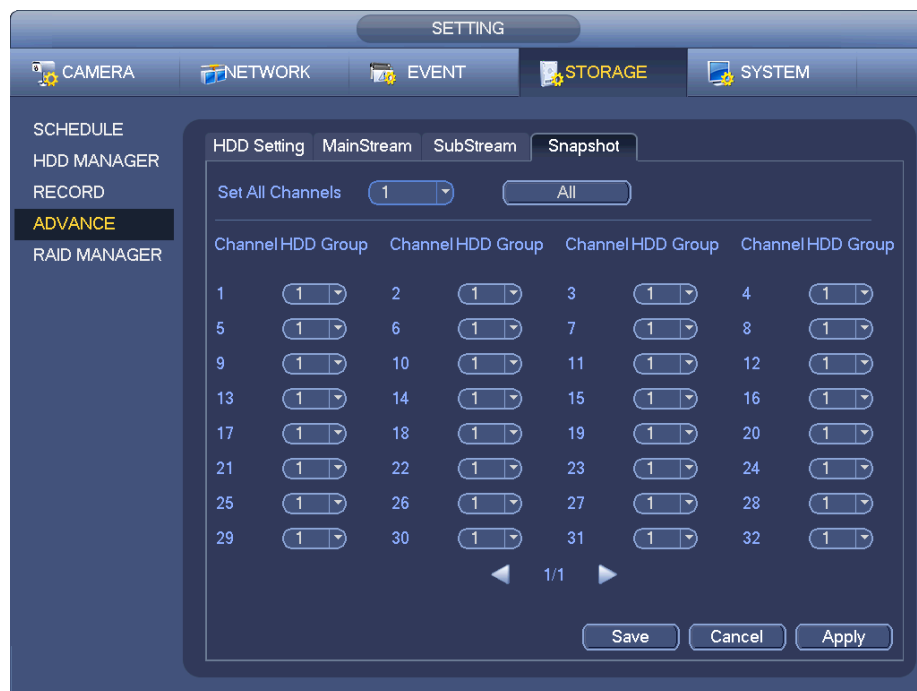 SETTING
CAMERA NETWORK EVENT STORAGE SYSTEM
SCHEDULE
HDD MANAGER
RECORD
ADVANCE
RAID MANAGER
HDD Setting MainStream SubStream Snapshot
Set All Channels 1 All
Channel HDD Group Channel HDD Group Channel HDD Group Channel HDD Group
1 1 2 1 3 1 4 1
5 1 6 1 7 1 8 1
9 1 10 1 11 1 12 1
13 1 14 1 15 1 16 1
17 1 18 1 19 1 20 1
21 1 22 1 23 1 24 1
25 1 26 1 27 1 28 1
29 1 30 1 31 1 32 1
1/1
Save Cancel Apply